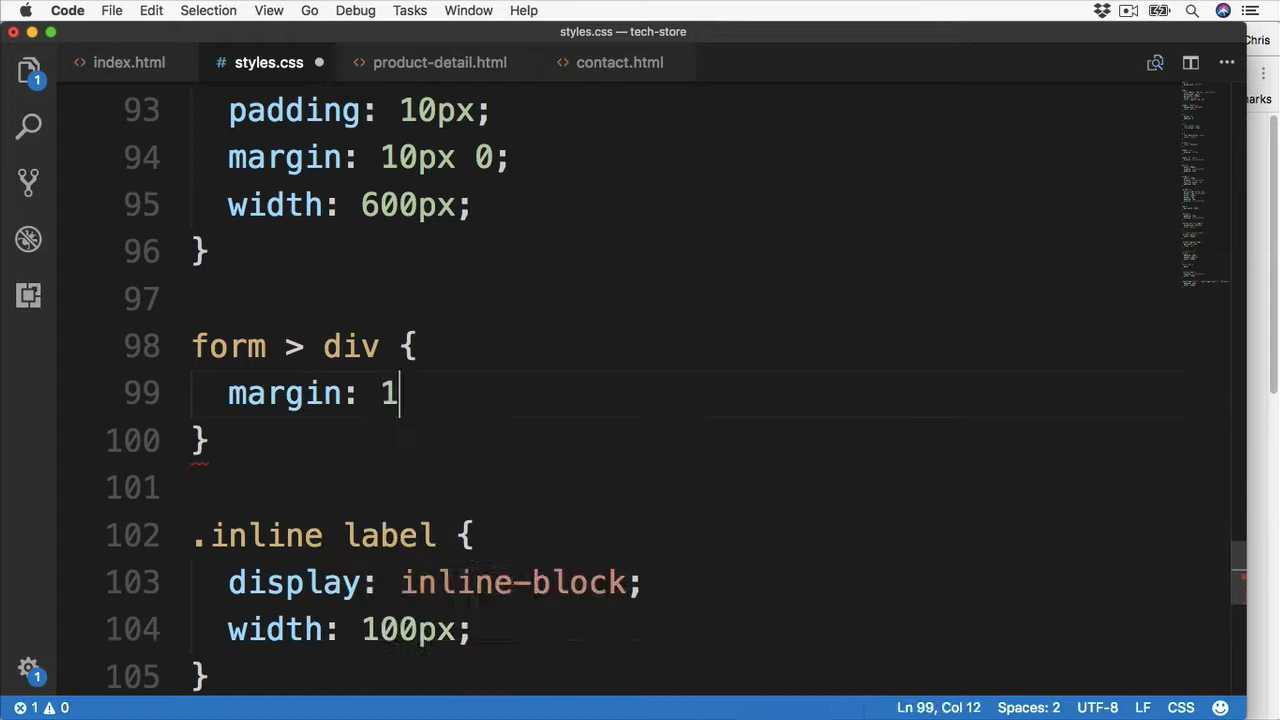 Code File Edit Selection View Go Debug Tasks Window Help
styles.css — tech-store
Chris
<> index.html # styles.css ● <> product-detail.html <> contact.html
marks
93 padding: 10px;
94 margin: 10px 0;
95 width: 600px;
96 }
97
98 form > div {
99 margin: 1
100 }
101
102 .inline label {
103 display: inline-block;
104 width: 100px;
105 }
1
1
1 0 Ln 99, Col 12 Spaces: 2 UTF-8 LF CSS